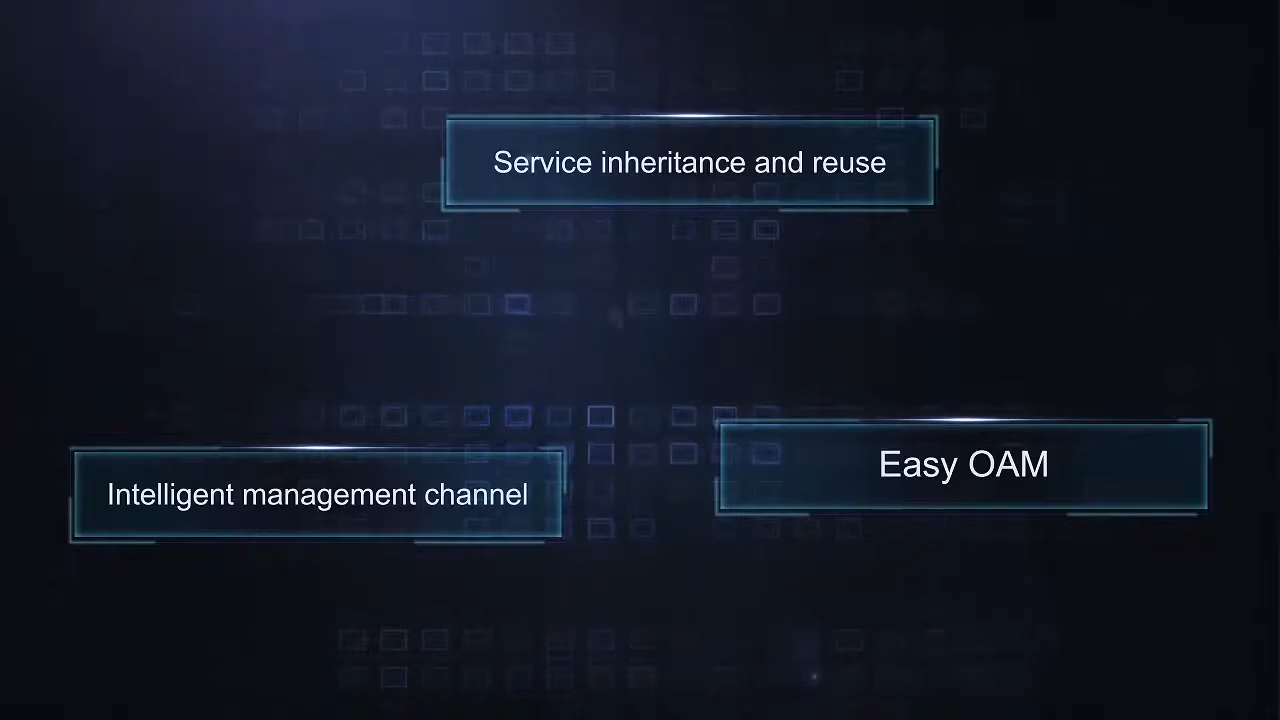 Service inheritance and reuse
Intelligent management channel
Easy OAM